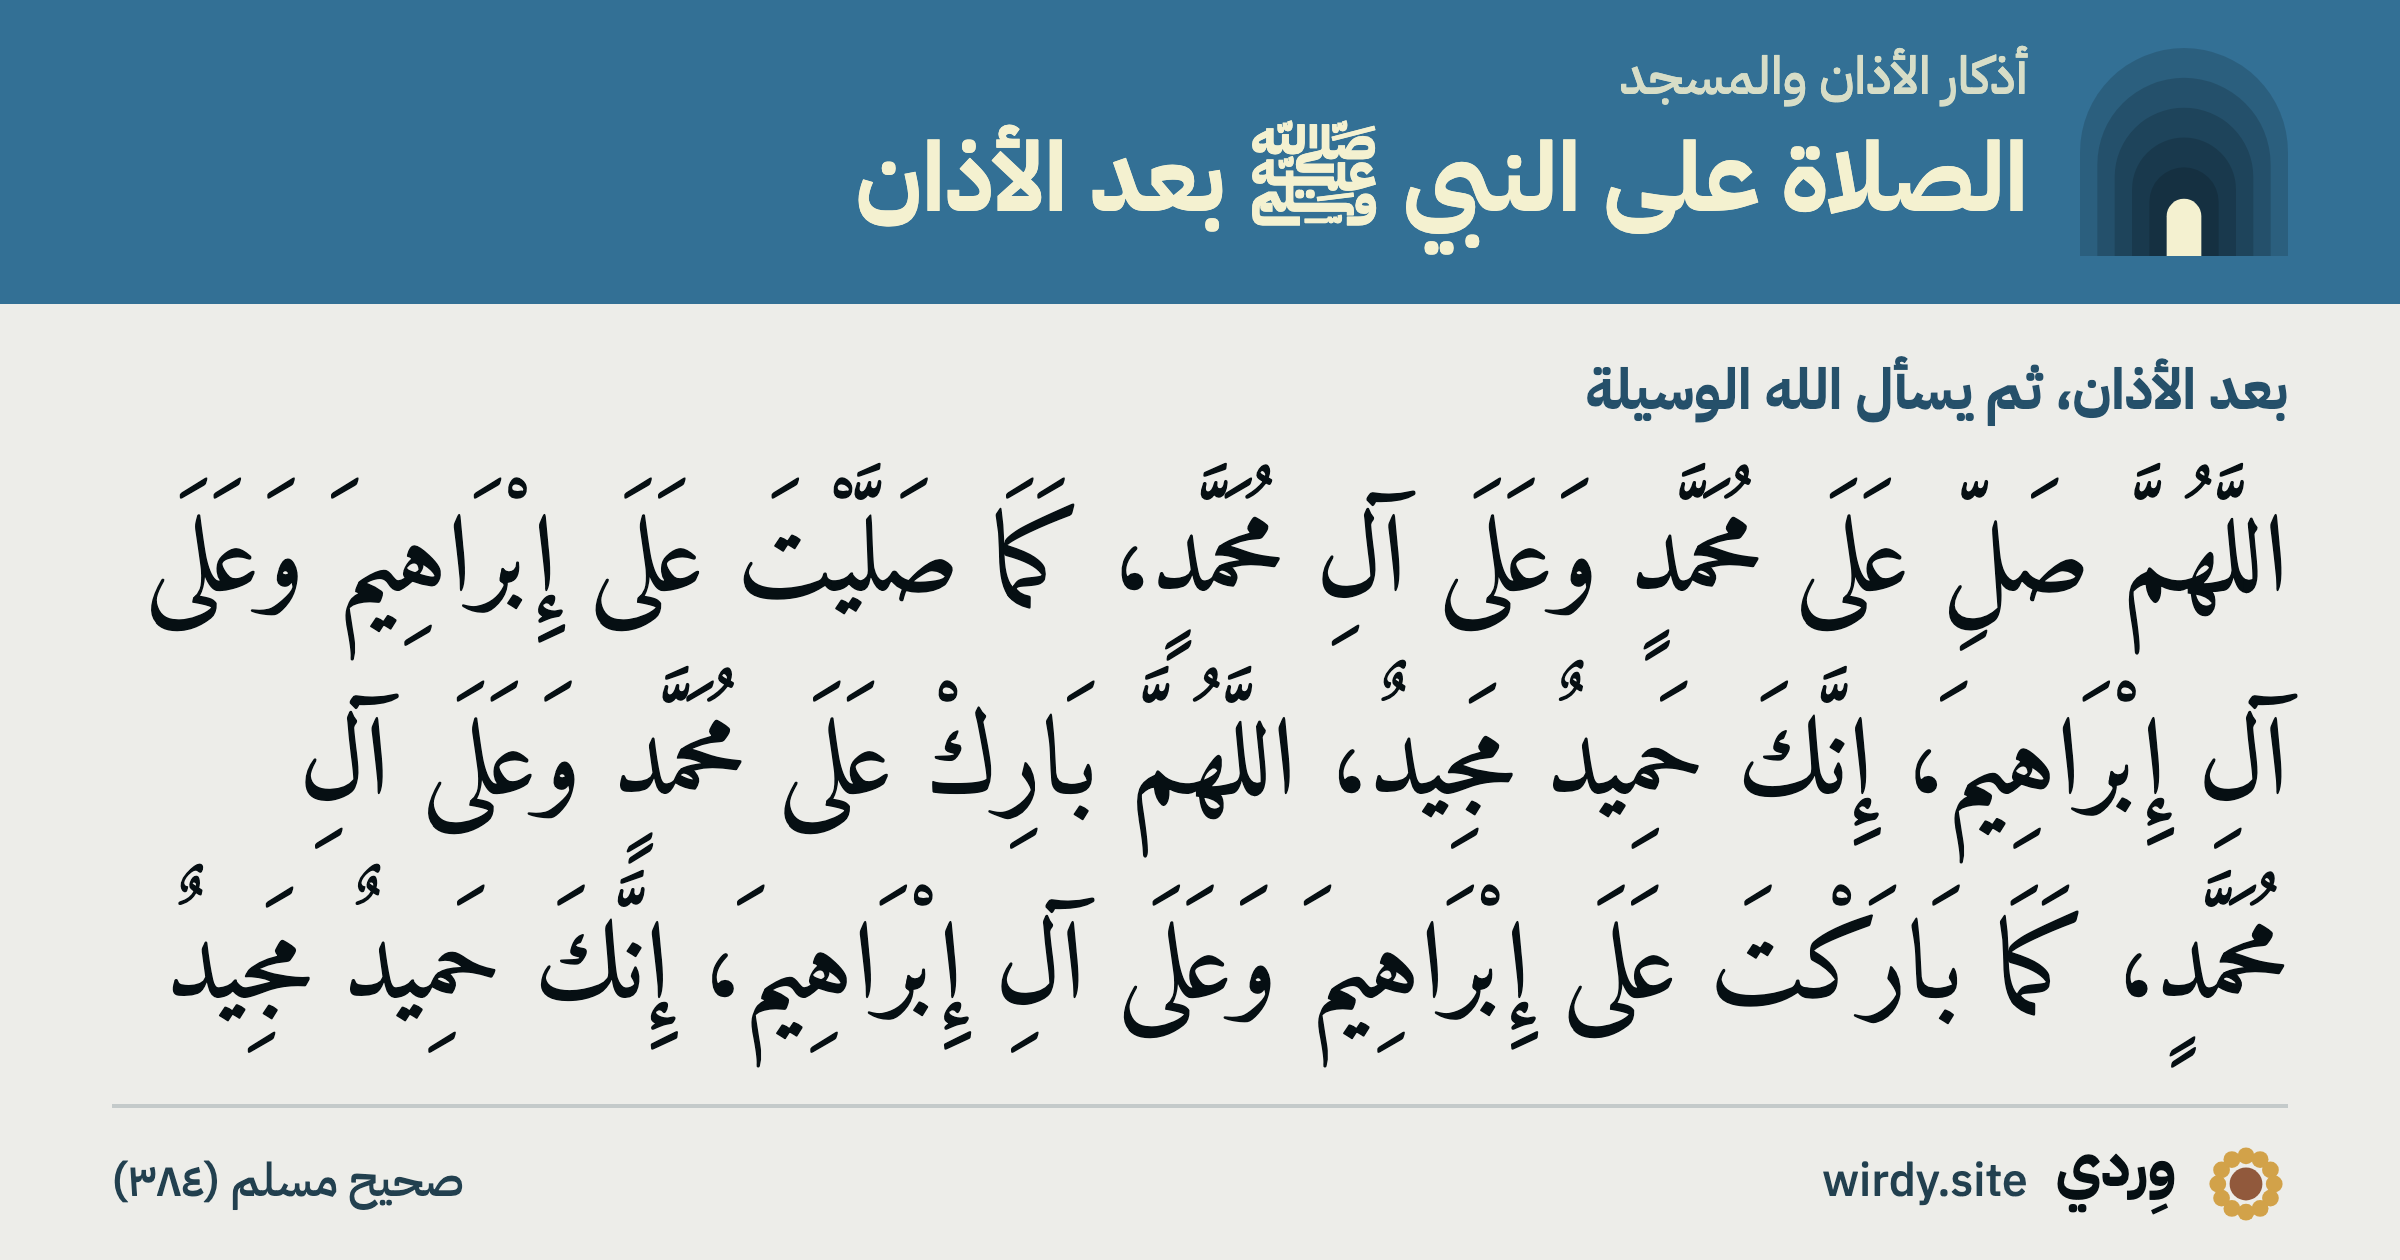 أذكار الأذان والمسجد
الصلاة على النبي ﷺ بعد الأذان
بعد الأذان، ثم يسأل الله الوسيلة
اللَّهُمَّ صَلِّ عَلَى مُحَمَّدٍ وَعَلَى آلِ مُحَمَّدٍ، كَمَا صَلَّيْتَ عَلَى إِبْرَاهِيمَ وَعَلَى
آلِ إِبْرَاهِيمَ، إِنَّكَ حَمِيدٌ مَجِيدٌ، اللَّهُمَّ بَارِكْ عَلَى مُحَمَّدٍ وَعَلَى آلِ
مُحَمَّدٍ، كَمَا بَارَكْتَ عَلَى إِبْرَاهِيمَ وَعَلَى آلِ إِبْرَاهِيمَ، إِنَّكَ حَمِيدٌ مَجِيدٌ
وِردي wirdy.site
صحيح مسلم (٣٨٤)